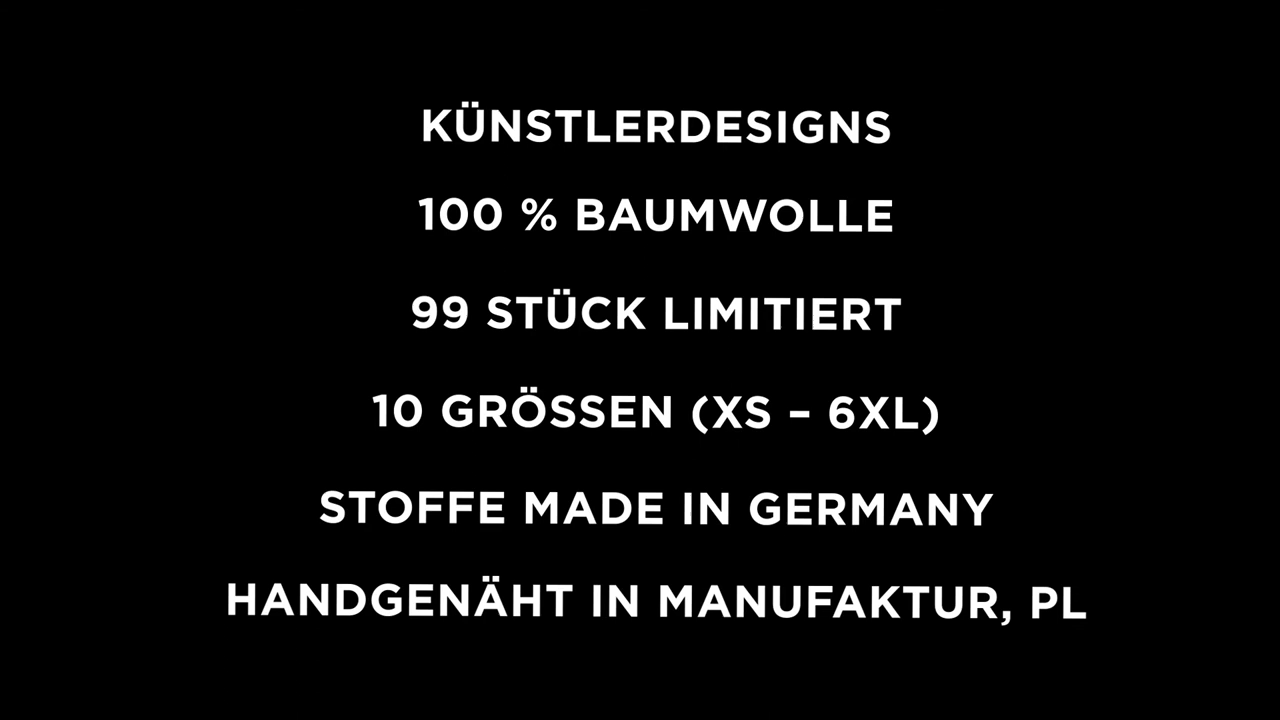 KÜNSTLERDESIGNS
100 % BAUMWOLLE
99 STÜCK LIMITIERT
10 GRÖSSEN (XS – 6XL)
STOFFE MADE IN GERMANY
HANDGENÄHT IN MANUFAKTUR, PL